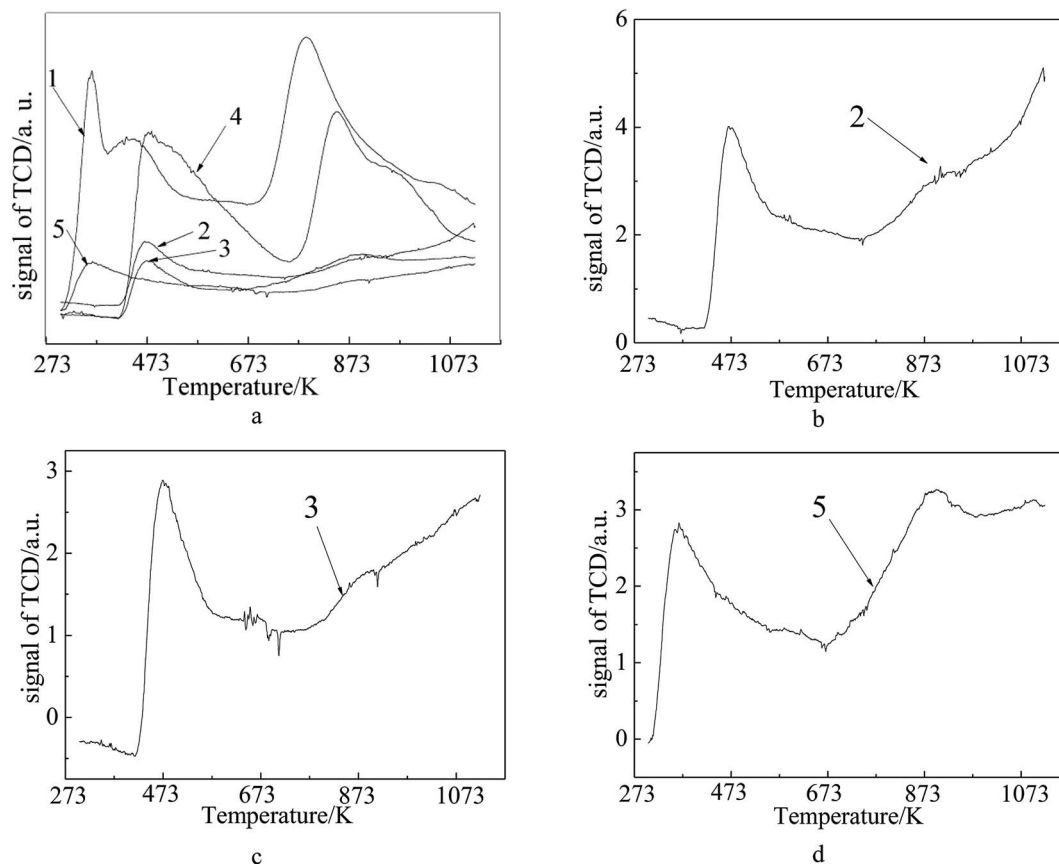 signal of TCD/a. u.
1
4
5
2
3
273 473 673 873 1073
Temperature/K
a
6
4
2
0
signal of TCD/a.u.
2
273 473 673 873 1073
Temperature/K
b
3
2
1
0
signal of TCD/a.u.
3
273 473 673 873 1073
Temperature/K
c
3
2
1
0
signal of TCD/a.u.
5
273 473 673 873 1073
Temperature/K
d